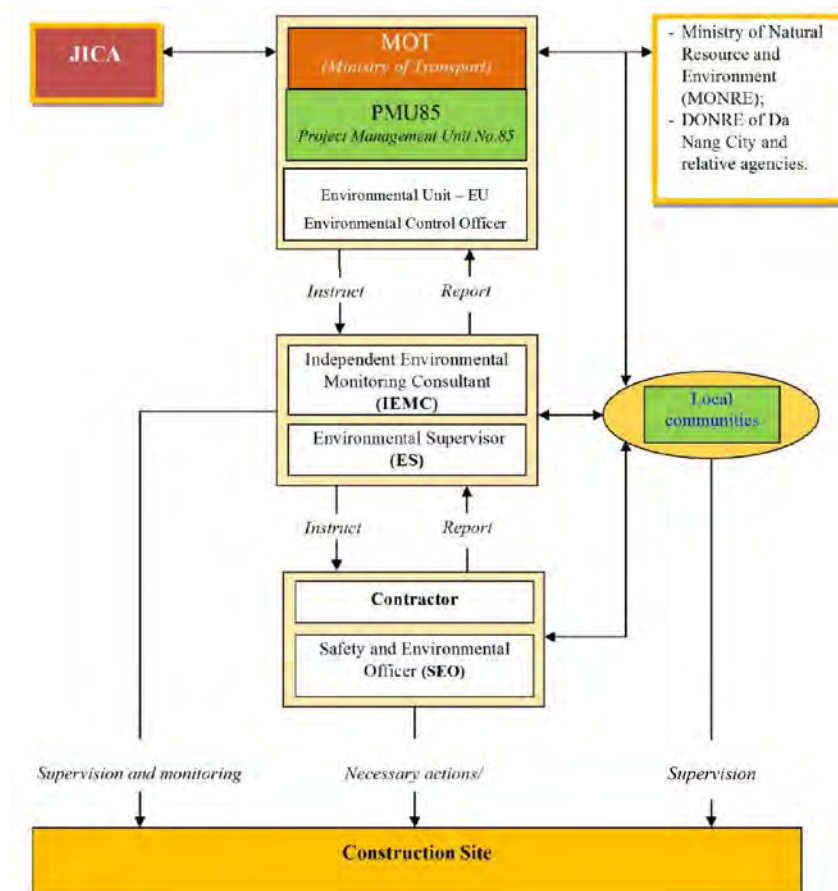 JICA
MOT
(Ministry of Transport)
PMU85
Project Management Unit No.85
Environmental Unit – EU
Environmental Control Officer
- Ministry of Natural
Resource and
Environment
(MONRE);
- DONRE of Da
Nang City and
relative agencies.
Instruct
Report
Independent Environmental
Monitoring Consultant
(IEMC)
Environmental Supervisor
(ES)
Local
communities
Instruct
Report
Contractor
Safety and Environmental
Officer (SEO)
Supervision and monitoring
Necessary actions/
Supervision
Construction Site